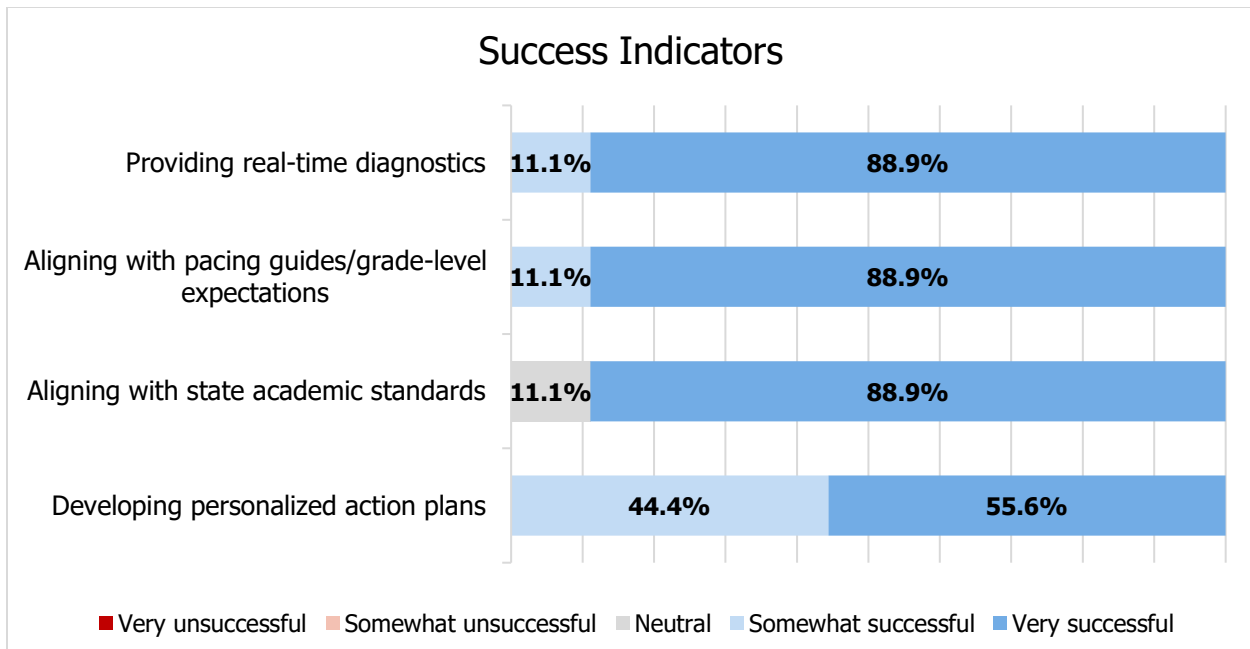 Success Indicators
Providing real-time diagnostics
11.1%
88.9%
Aligning with pacing guides/grade-level
expectations
11.1%
88.9%
Aligning with state academic standards
11.1%
88.9%
Developing personalized action plans
44.4%
55.6%
Very unsuccessful
Somewhat unsuccessful
Neutral
Somewhat successful
Very successful